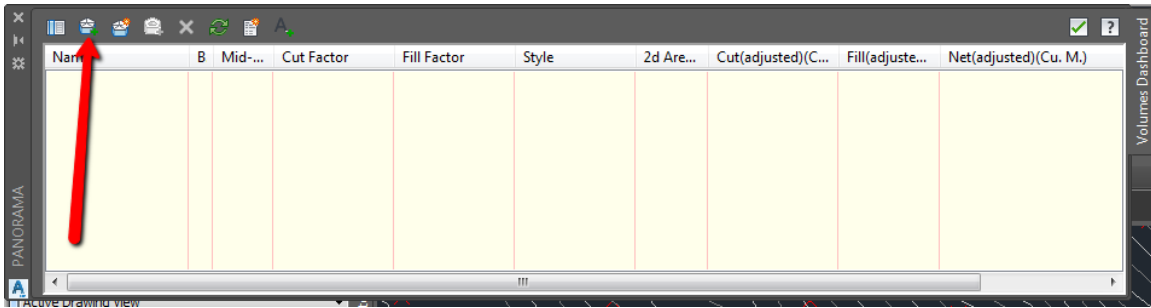 Name B Mid-... Cut Factor Fill Factor Style 2d Are... Cut(adjusted)(C... Fill(adjuste... Net(adjusted)(Cu. M.)
Volumes Dashboard
PANORAMA
Active Drawing View